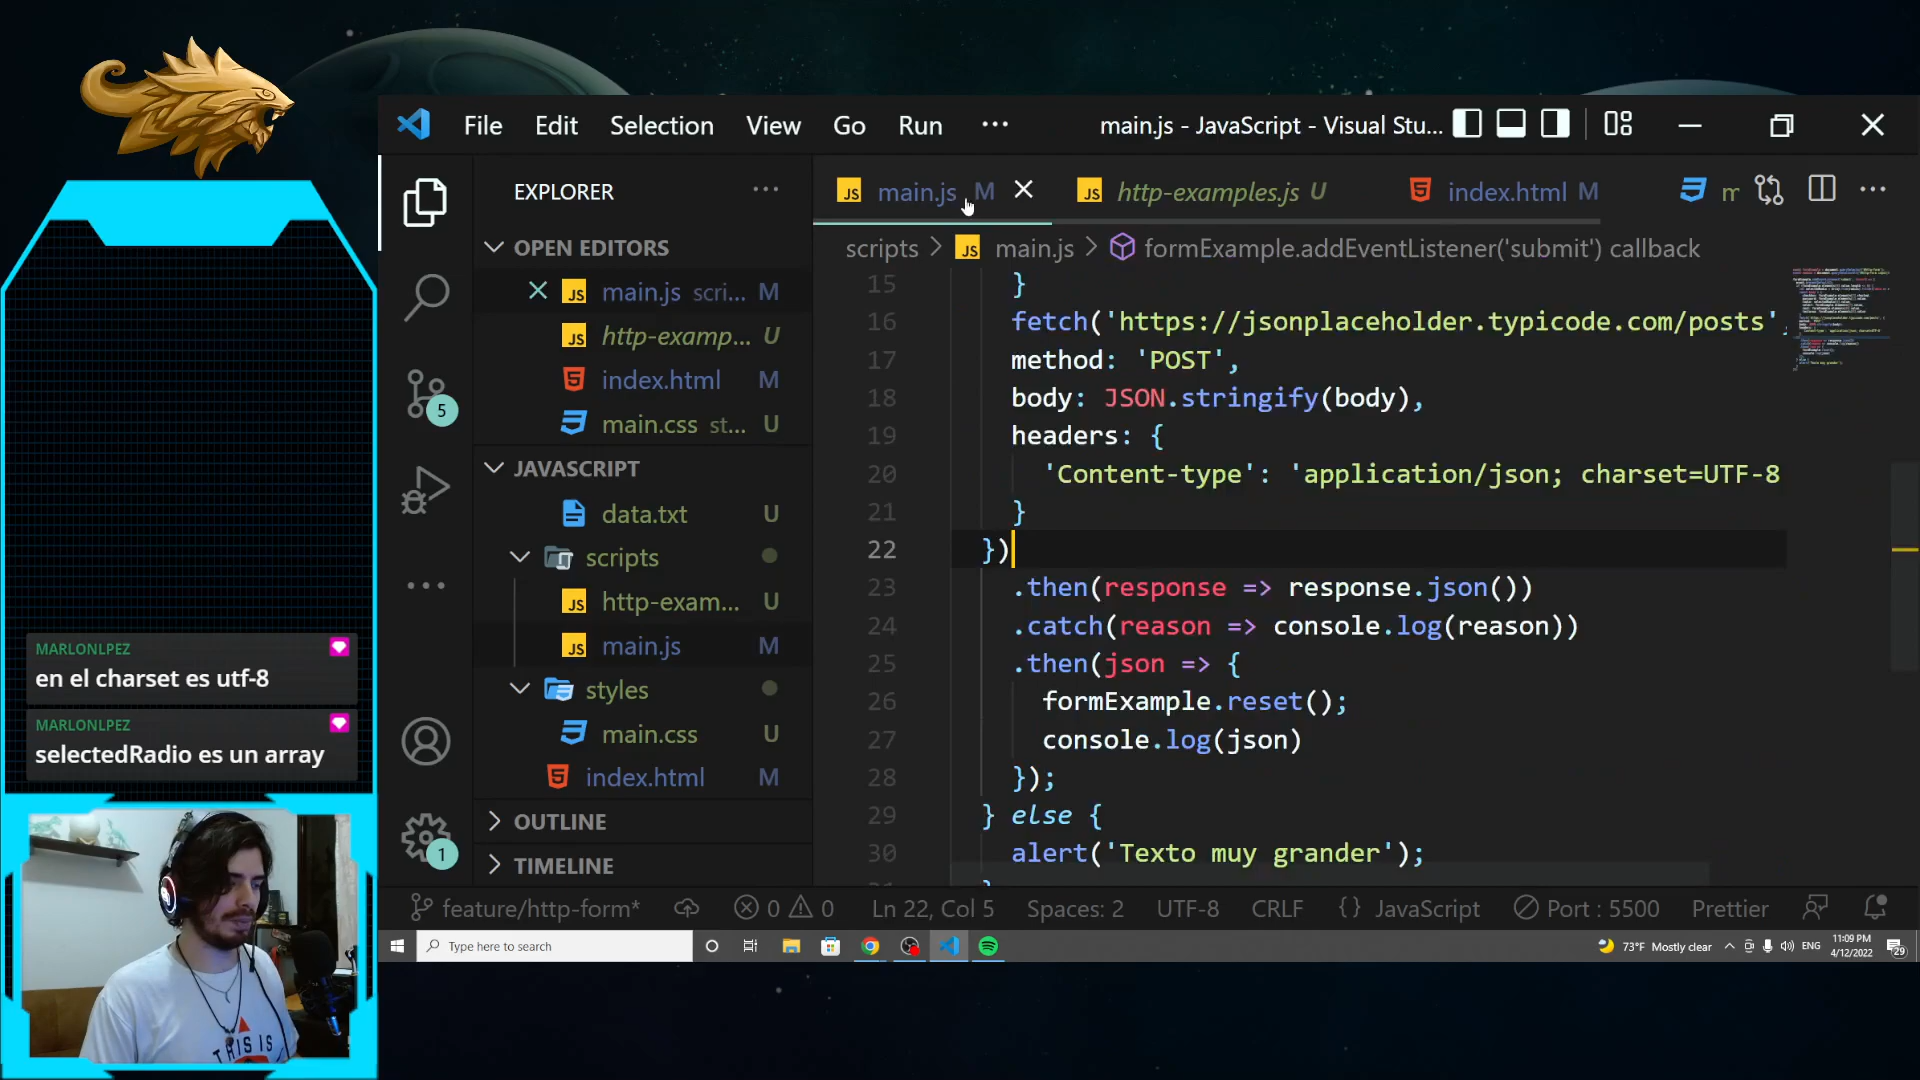 File Edit Selection View Go Run ··· main.js - JavaScript - Visual Stu...
EXPLORER ···
OPEN EDITORS
main.js scri... M
http-examp... U
index.html M
main.css st... U
JAVASCRIPT
data.txt U
scripts
http-exam... U
main.js M
styles
main.css U
index.html M
OUTLINE
TIMELINE
5
1
main.js M http-examples.js U index.html M m ···
scripts > main.js > formExample.addEventListener('submit') callback
15 }
16 fetch('https://jsonplaceholder.typicode.com/posts',
17 method: 'POST',
18 body: JSON.stringify(body),
19 headers: {
20 'Content-type': 'application/json; charset=UTF-8
21 }
22 })
23 .then(response => response.json())
24 .catch(reason => console.log(reason))
25 .then(json => {
26 formExample.reset();
27 console.log(json)
28 });
29 } else {
30 alert('Texto muy grander');
feature/http-form* 0 0 Ln 22, Col 5 Spaces: 2 UTF-8 CRLF {} JavaScript Port : 5500 Prettier
Type here to search
73°F Mostly clear ENG 11:09 PM
4/12/2022
29
MARLONLPEZ
en el charset es utf-8
MARLONLPEZ
selectedRadio es un array
THIS IS